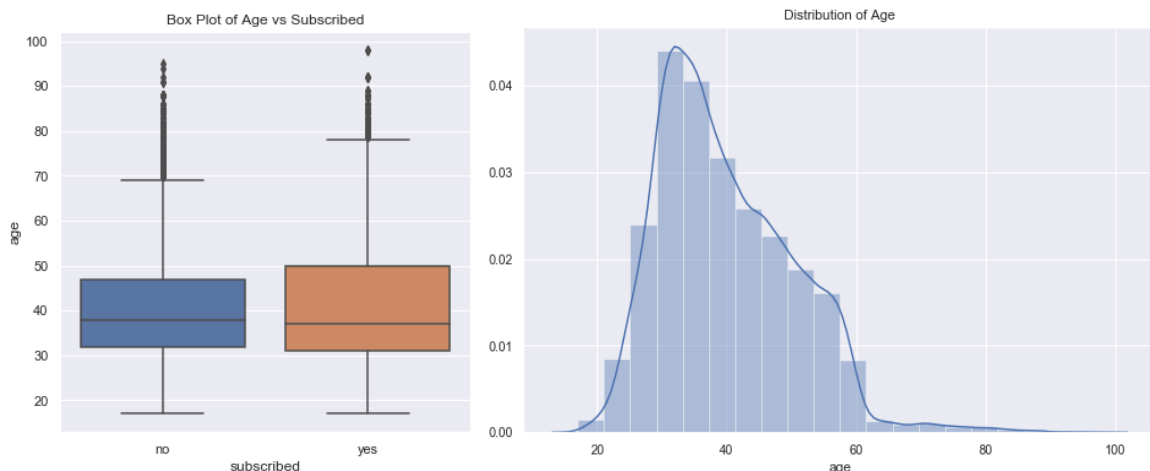 Box Plot of Age vs Subscribed
100
90
80
70
60
50
40
30
20
age
no
yes
subscribed
Distribution of Age
0.04
0.03
0.02
0.01
0.00
20
40
60
80
100
age